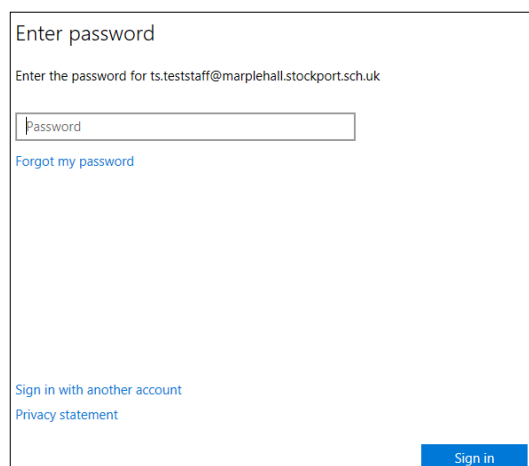 Enter password
Enter the password for ts.teststaff@marplehall.stockport.sch.uk
Password
Forgot my password
Sign in with another account
Privacy statement
Sign in